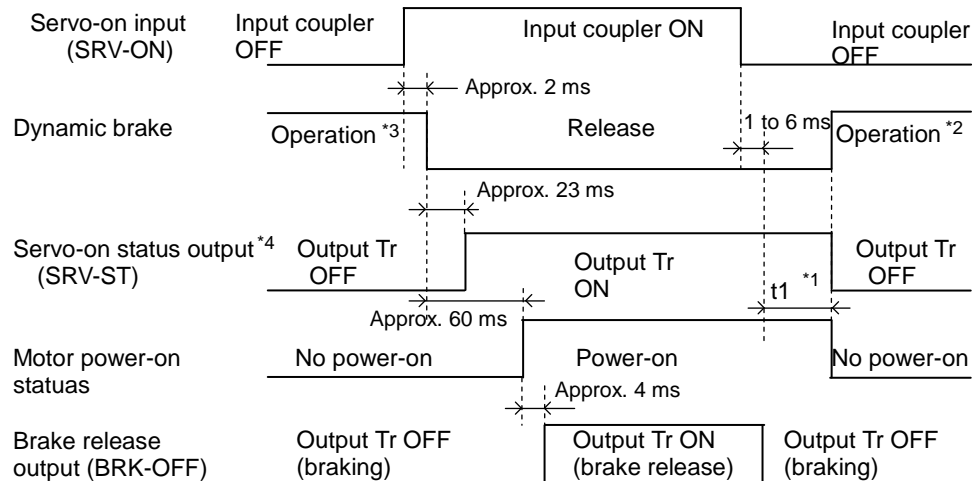 Servo-on input
(SRV-ON)
Input coupler
OFF
Input coupler ON
Input coupler
OFF
Approx. 2 ms
Dynamic brake
Operation *3
Release
1 to 6 ms
Operation *2
Approx. 23 ms
Servo-on status output *4
(SRV-ST)
Output Tr
OFF
Output Tr
ON
t1 *1
Output Tr
OFF
Approx. 60 ms
Motor power-on
statuas
No power-on
Power-on
No power-on
Approx. 4 ms
Brake release
output (BRK-OFF)
Output Tr OFF
(braking)
Output Tr ON
(brake release)
Output Tr OFF
(braking)